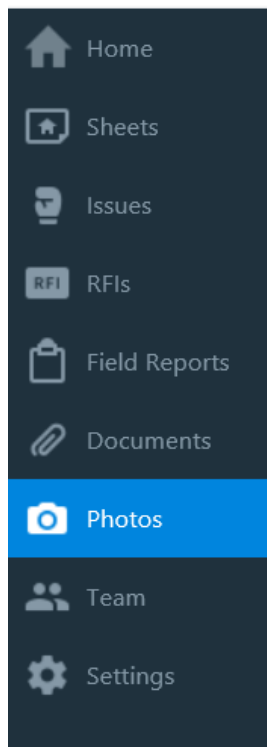 Home
Sheets
Issues
RFI RFIs
Field Reports
Documents
Photos
Team
Settings